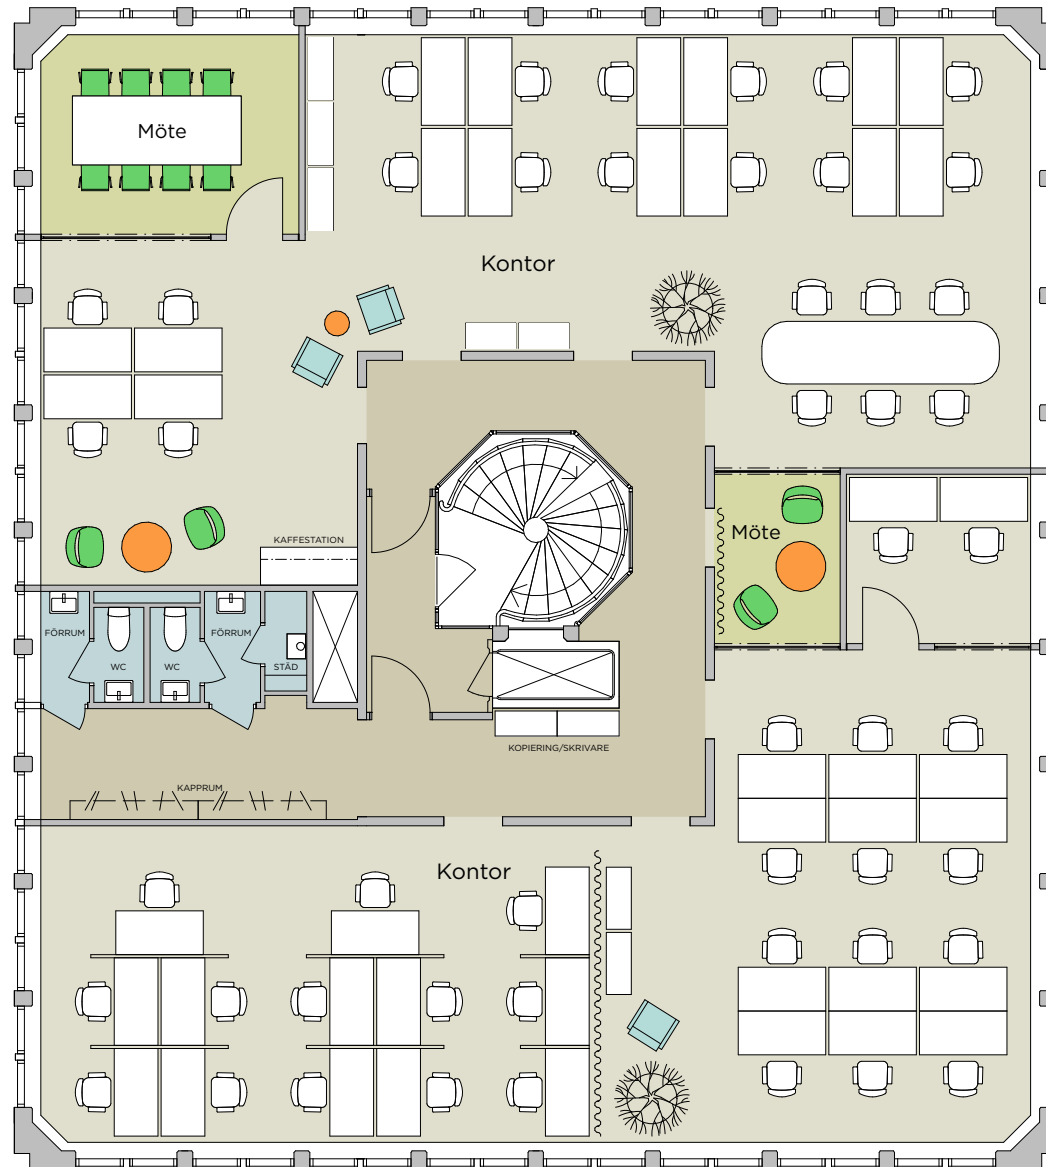 Möte
Kontor
KAFFESTATION
Möte
FÖRRUM
FÖRRUM
WC
WC
STÄD
KOPIERING/SKRIVARE
KAPPRUM
Kontor